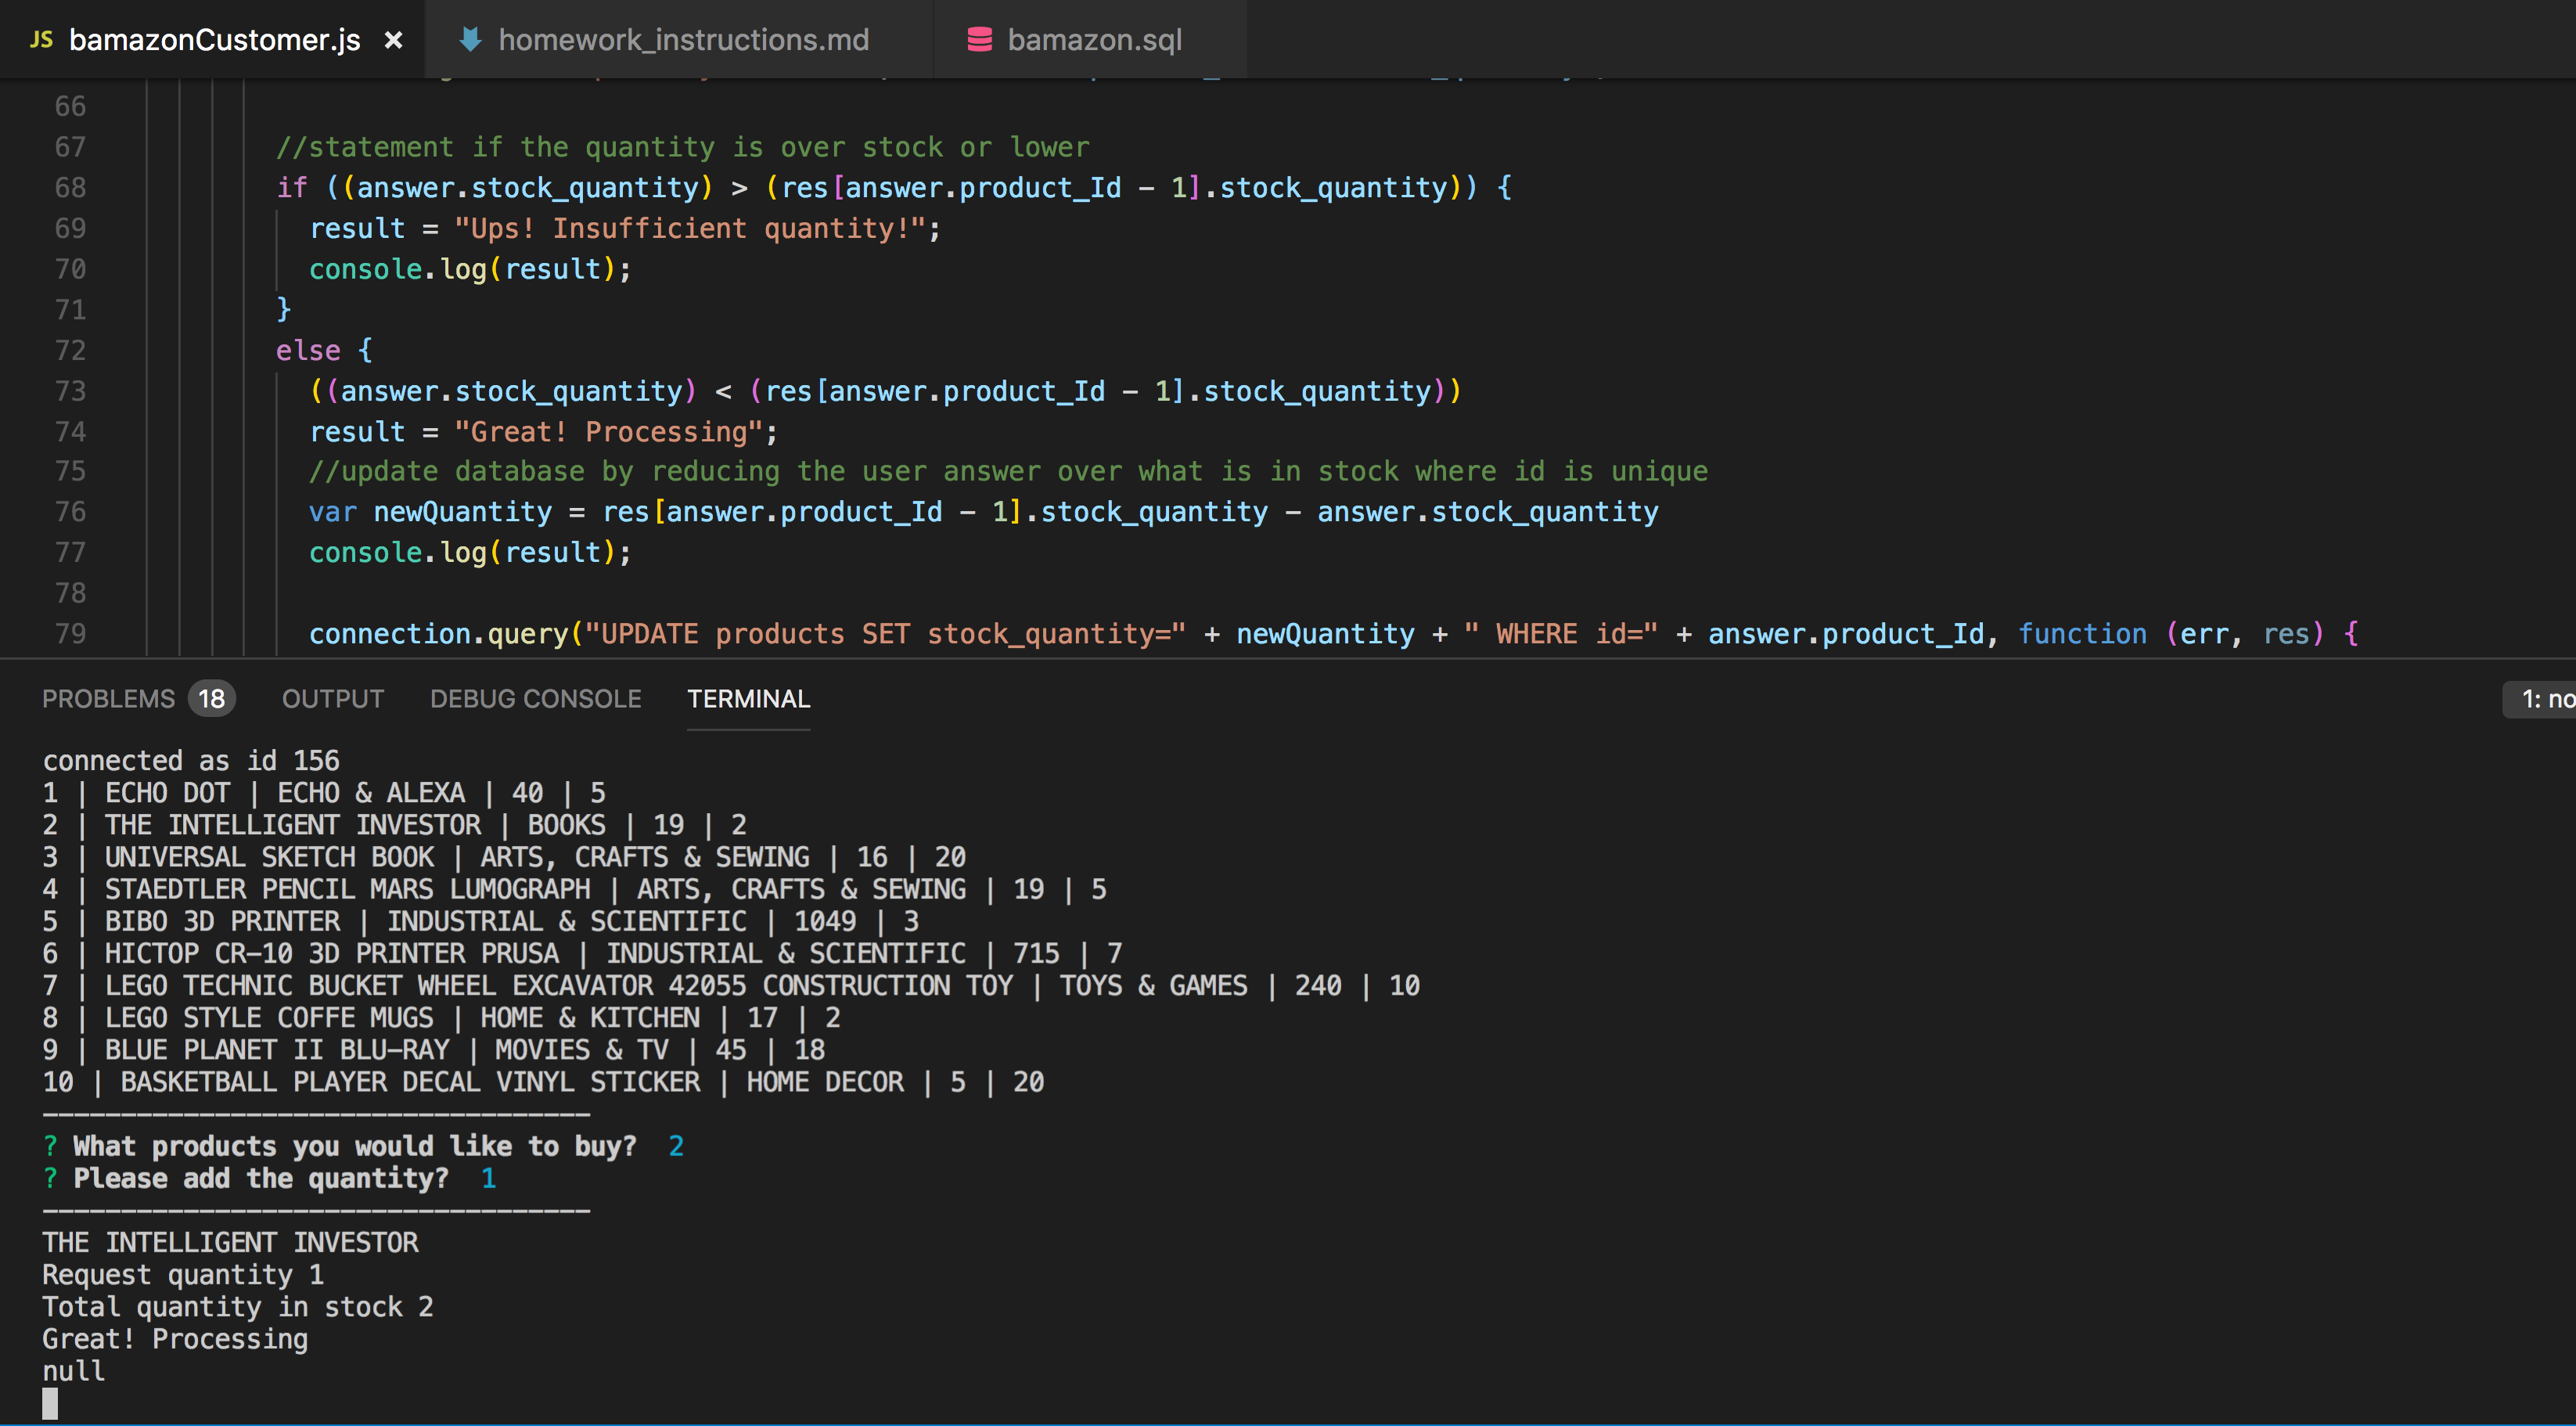 JS bamazonCustomer.js × homework_instructions.md bamazon.sql
66
67 //statement if the quantity is over stock or lower
68 if ((answer.stock_quantity) > (res[answer.product_Id - 1].stock_quantity)) {
69 result = "Ups! Insufficient quantity!";
70 console.log(result);
71 }
72 else {
73 ((answer.stock_quantity) < (res[answer.product_Id - 1].stock_quantity))
74 result = "Great! Processing";
75 //update database by reducing the user answer over what is in stock where id is unique
76 var newQuantity = res[answer.product_Id - 1].stock_quantity - answer.stock_quantity
77 console.log(result);
78
79 connection.query("UPDATE products SET stock_quantity=" + newQuantity + " WHERE id=" + answer.product_Id, function (err, res) {
PROBLEMS 18 OUTPUT DEBUG CONSOLE TERMINAL 1: no
connected as id 156
1 | ECHO DOT | ECHO & ALEXA | 40 | 5
2 | THE INTELLIGENT INVESTOR | BOOKS | 19 | 2
3 | UNIVERSAL SKETCH BOOK | ARTS, CRAFTS & SEWING | 16 | 20
4 | STAEDTLER PENCIL MARS LUMOGRAPH | ARTS, CRAFTS & SEWING | 19 | 5
5 | BIBO 3D PRINTER | INDUSTRIAL & SCIENTIFIC | 1049 | 3
6 | HICTOP CR-10 3D PRINTER PRUSA | INDUSTRIAL & SCIENTIFIC | 715 | 7
7 | LEGO TECHNIC BUCKET WHEEL EXCAVATOR 42055 CONSTRUCTION TOY | TOYS & GAMES | 240 | 10
8 | LEGO STYLE COFFE MUGS | HOME & KITCHEN | 17 | 2
9 | BLUE PLANET II BLU-RAY | MOVIES & TV | 45 | 18
10 | BASKETBALL PLAYER DECAL VINYL STICKER | HOME DECOR | 5 | 20
-----------------------------------
? What products you would like to buy? 2
? Please add the quantity? 1
-----------------------------------
THE INTELLIGENT INVESTOR
Request quantity 1
Total quantity in stock 2
Great! Processing
null